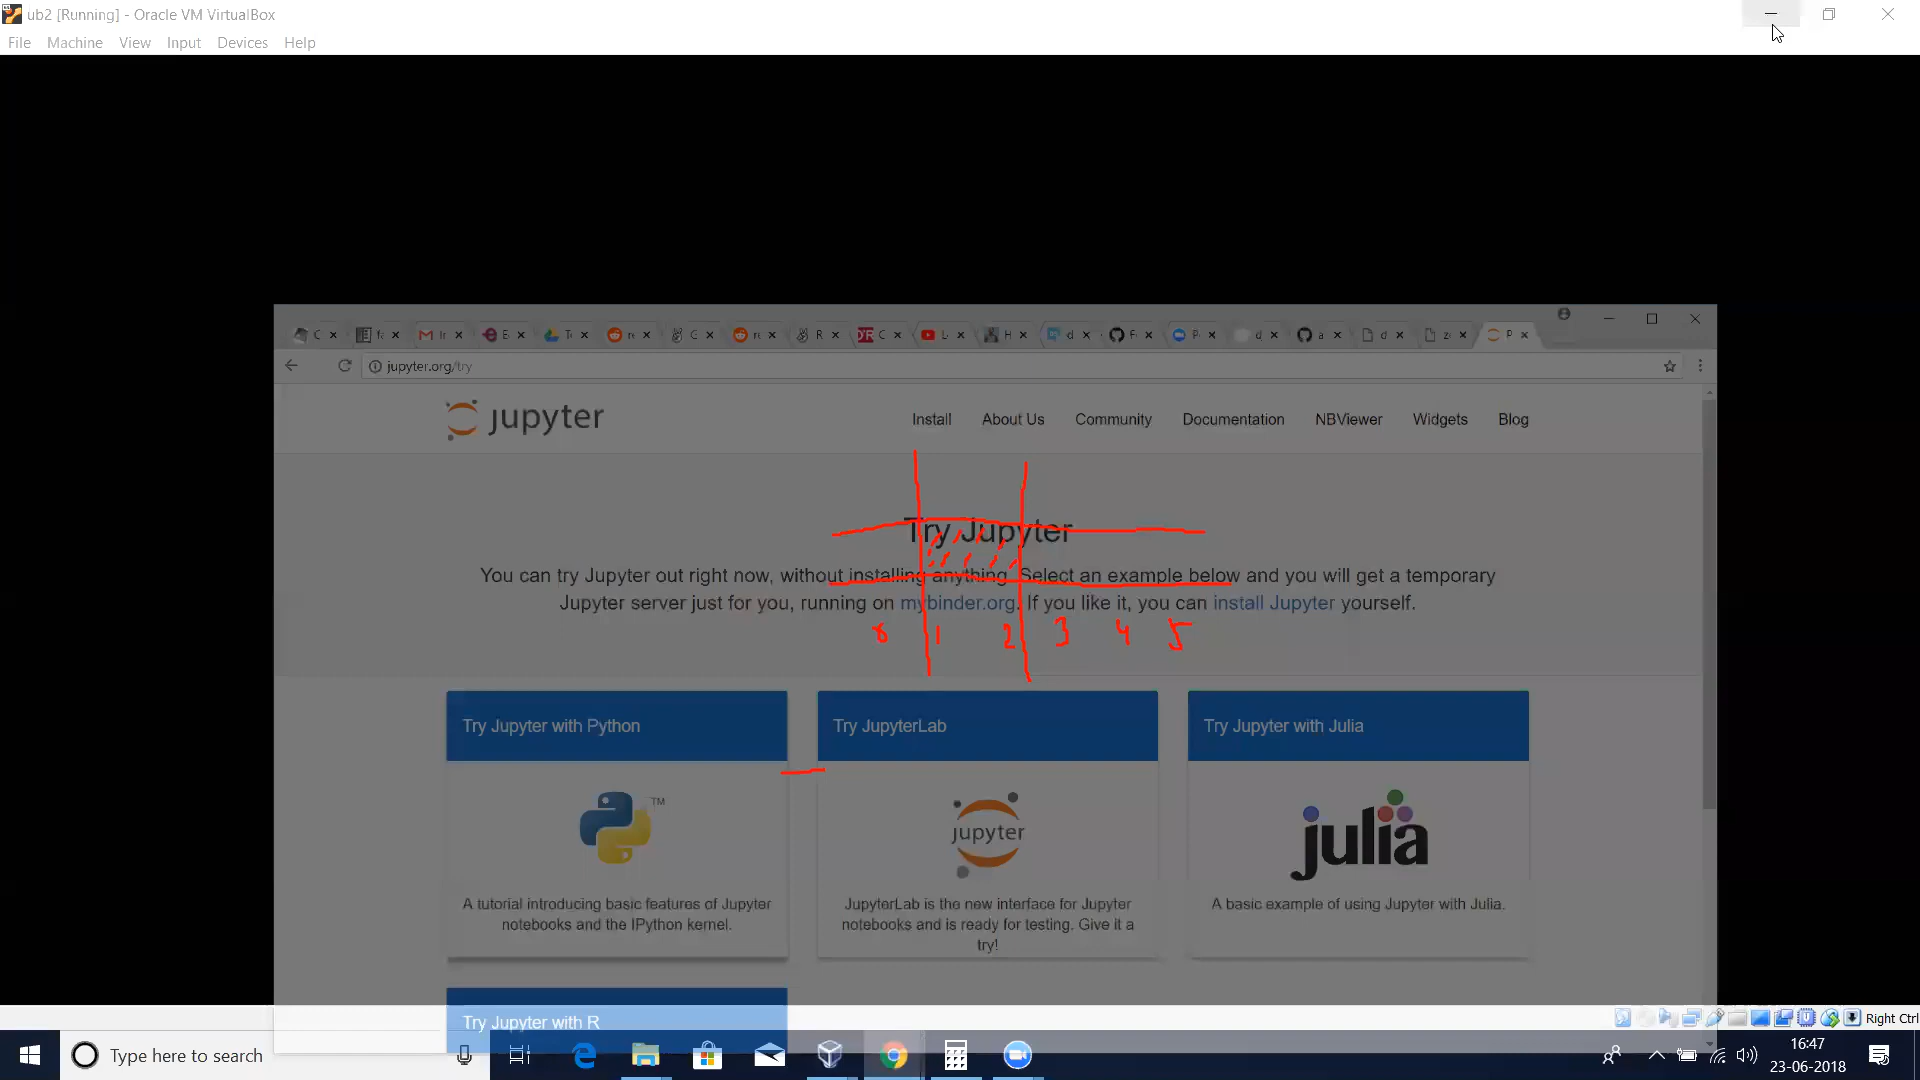 ub2 [Running] - Oracle VM VirtualBox
File Machine View Input Devices Help
jupyter.org/try
jupyter
Install About Us Community Documentation NBViewer Widgets Blog
Try Jupyter
You can try Jupyter out right now, without installing anything. Select an example below and you will get a temporary
Jupyter server just for you, running on mybinder.org. If you like it, you can install Jupyter yourself.
1 2 3 4 5
Try Jupyter with Python
TM
A tutorial introducing basic features of Jupyter
notebooks and the IPython kernel.
Try JupyterLab
jupyter
JupyterLab is the new interface for Jupyter
notebooks and is ready for testing. Give it a
try!
Try Jupyter with Julia
julia
A basic example of using Jupyter with Julia.
Try Jupyter with R
Right Ctrl
Type here to search
16:47
23-06-2018